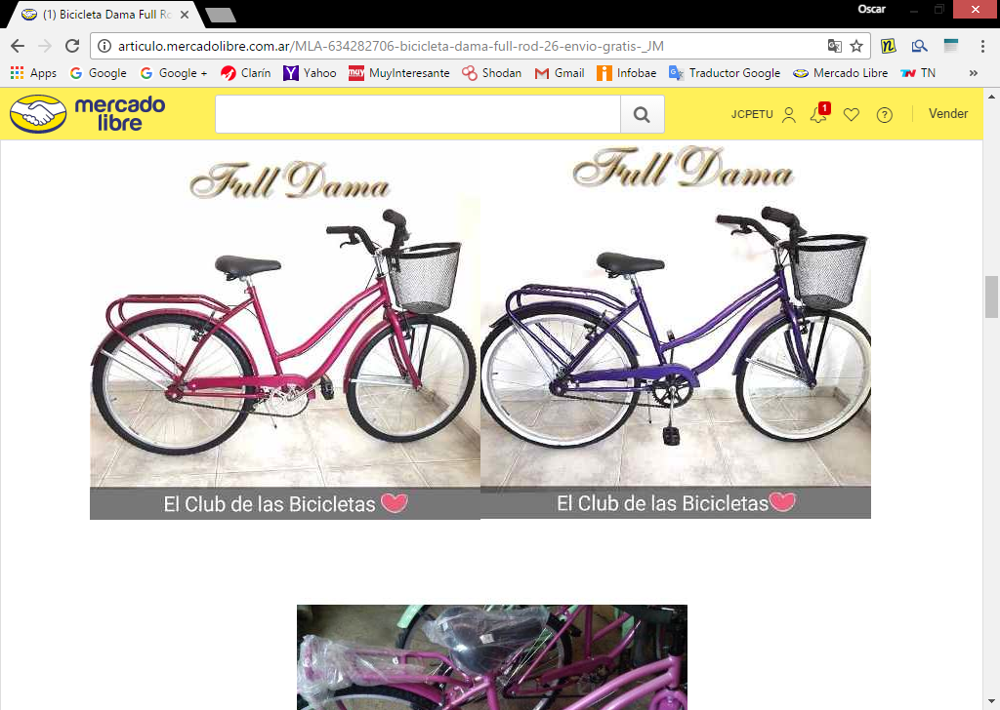 Oscar
(1) Bicicleta Dama Full Ro
articulo.mercadolibre.com.ar/MLA-634282706-bicicleta-dama-full-rod-26-envio-gratis-_JM
Apps Google Google + Clarín Yahoo muy MuyInteresante Shodan Gmail Infobae Traductor Google Mercado Libre TN TN »
mercado
libre
JCPETU 1 ? Vender
Full Dama Full Dama
El Club de las Bicicletas El Club de las Bicicletas